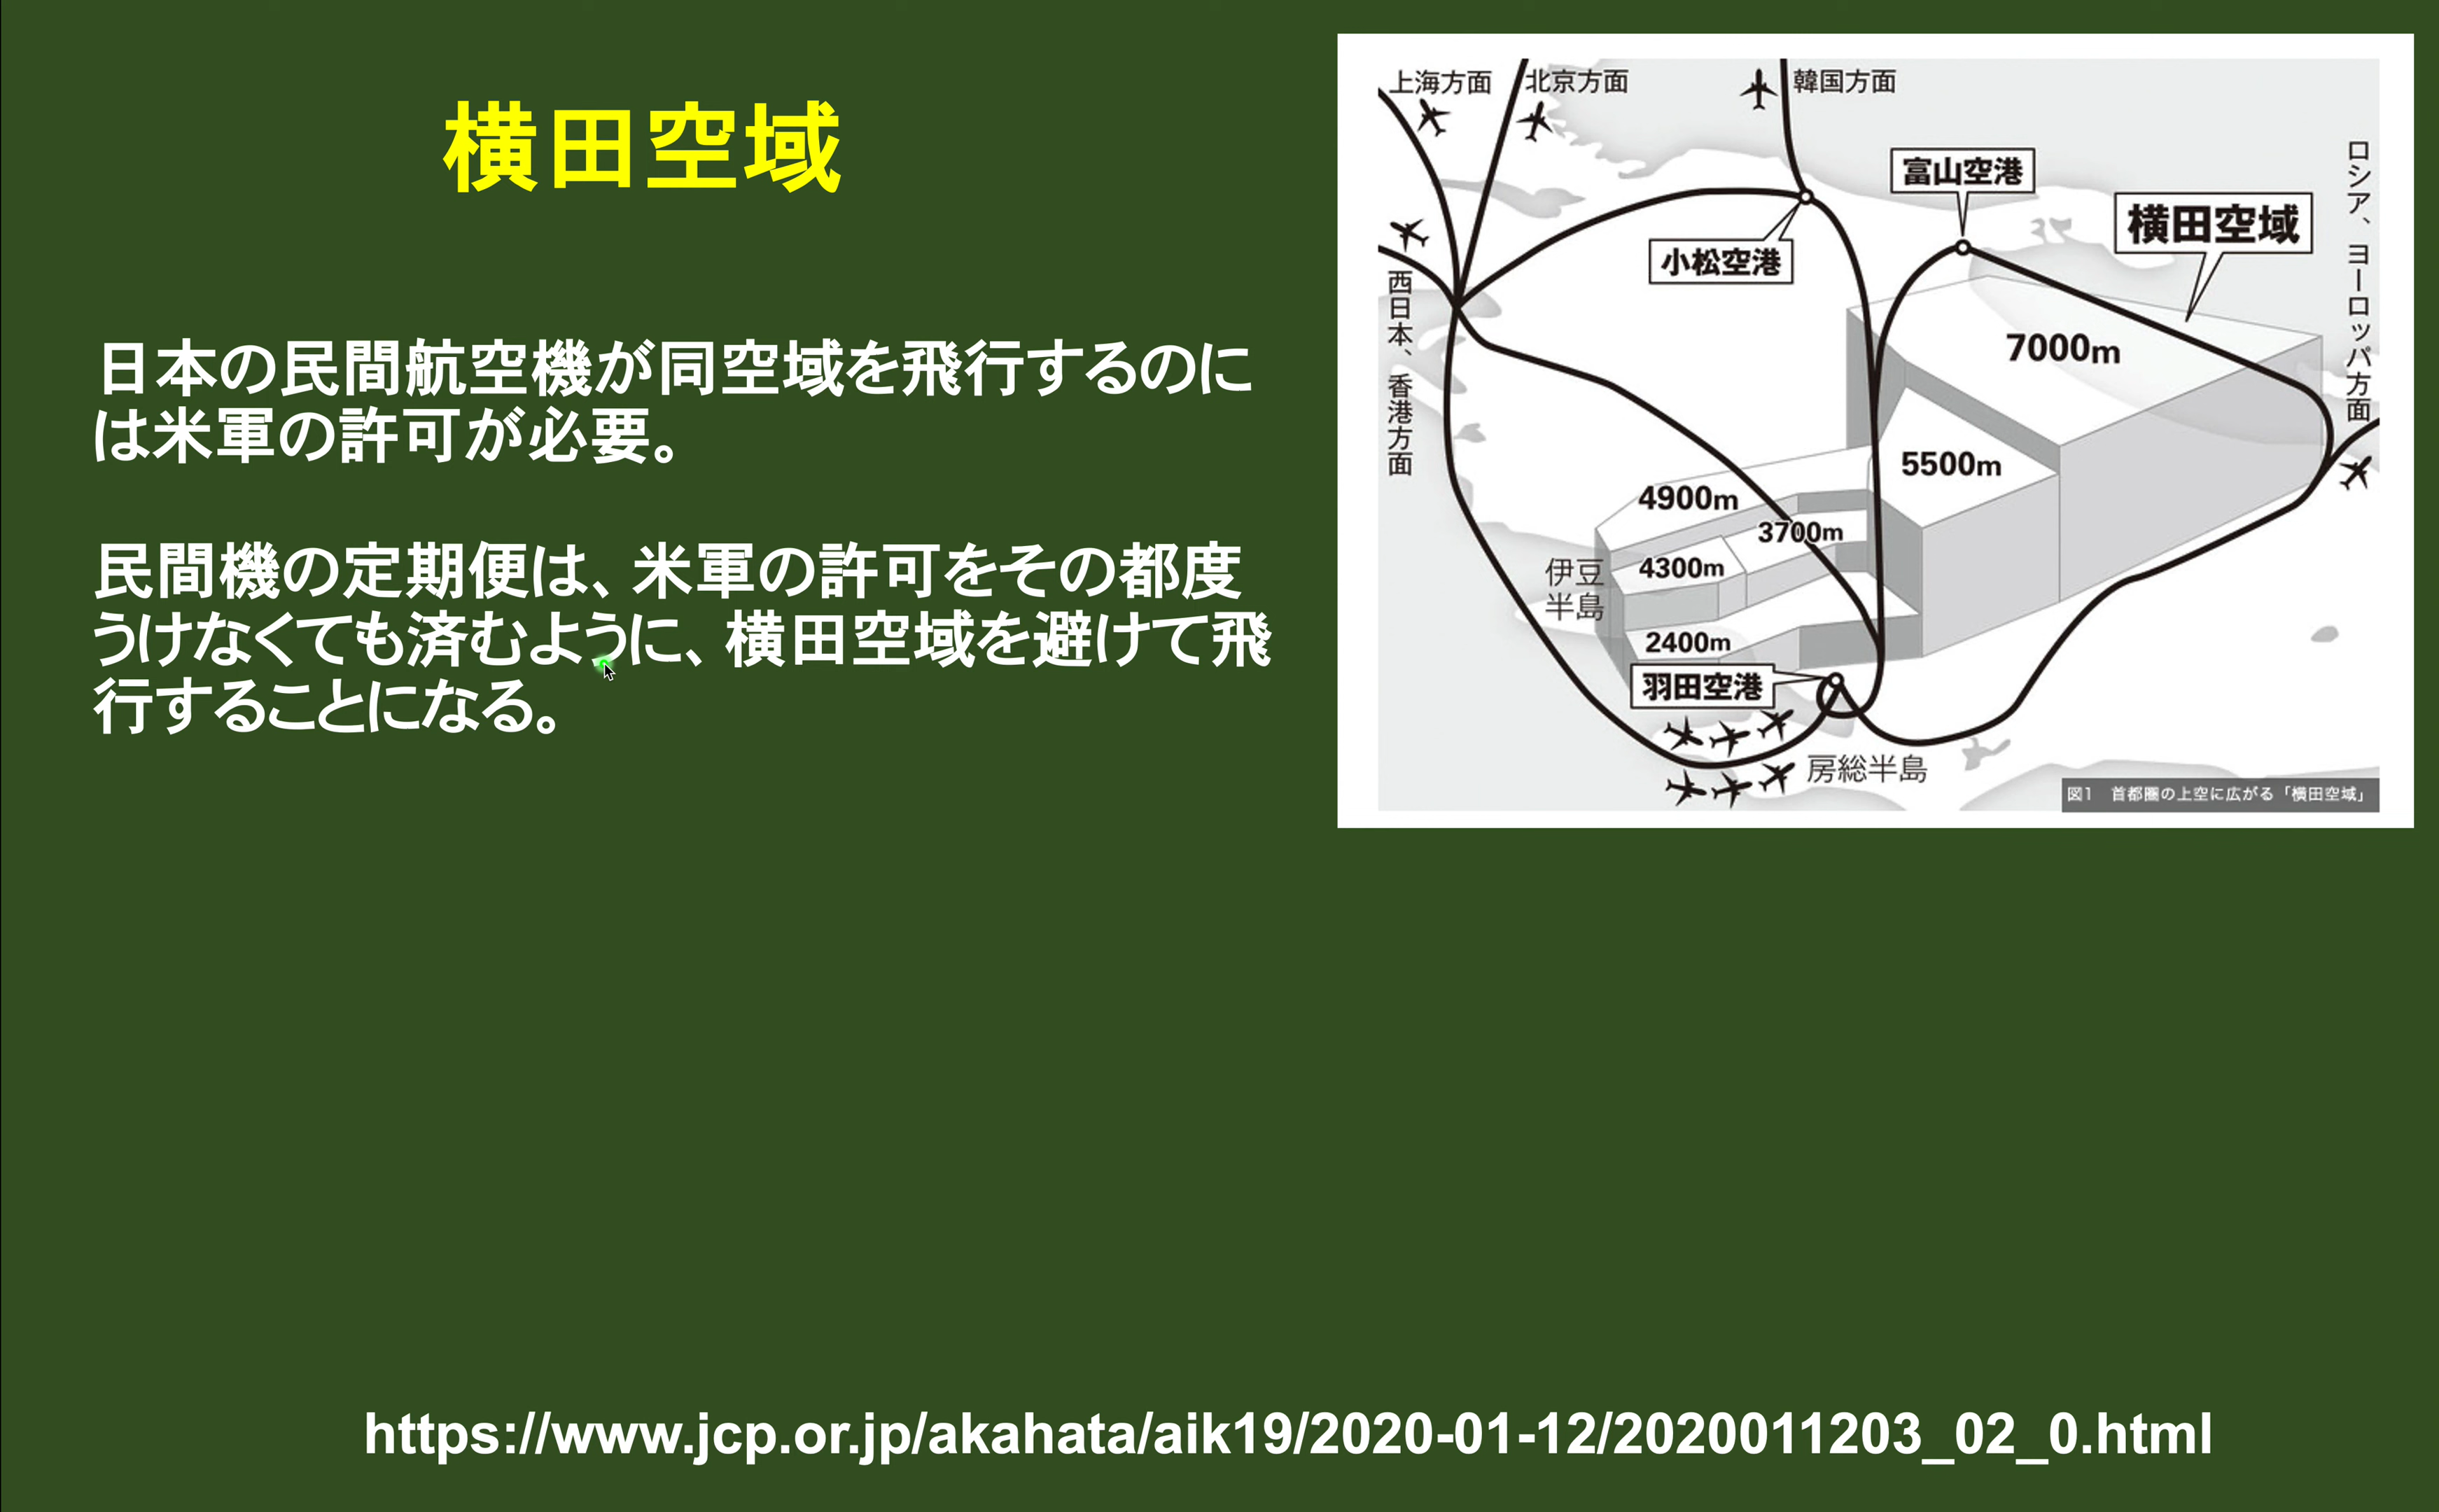 横田空域
日本の民間航空機が同空域を飛行するのに
は米軍の許可が必要。
民間機の定期便は、米軍の許可をその都度
うけなくても済むように、横田空域を避けて飛
行することになる。
上海方面
北京方面
韓国方面
富山空港
横田空域
小松空港
ロシア、ヨーロッパ方面
西日本、香港方面
7000m
5500m
4900m
3700m
4300m
伊豆
半島
2400m
羽田空港
房総半島
図1 首都圏の上空に広がる「横田空域」
https://www.jcp.or.jp/akahata/aik19/2020-01-12/2020011203_02_0.html